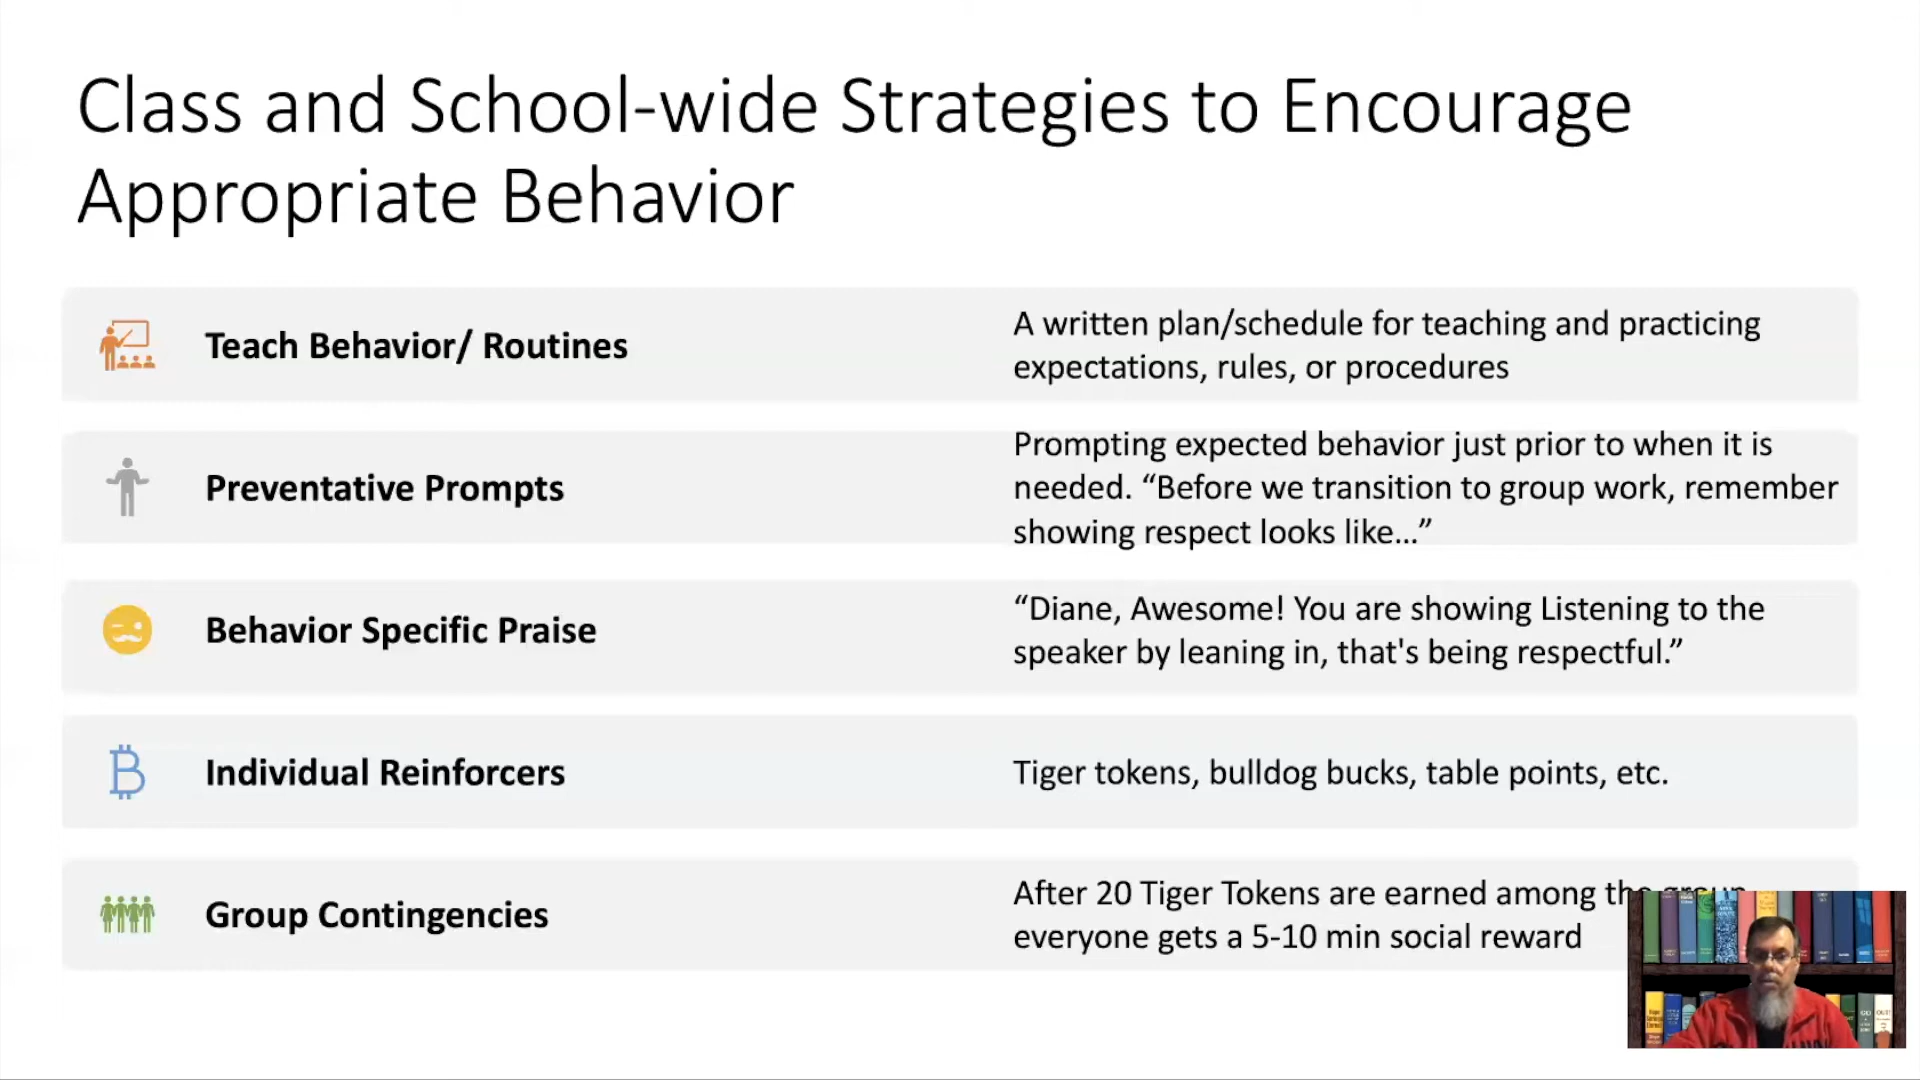 Class and School-wide Strategies to Encourage
Appropriate Behavior
Teach Behavior/ Routines
A written plan/schedule for teaching and practicing
expectations, rules, or procedures
Preventative Prompts
Prompting expected behavior just prior to when it is
needed. “Before we transition to group work, remember
showing respect looks like...”
Behavior Specific Praise
“Diane, Awesome! You are showing Listening to the
speaker by leaning in, that's being respectful.”
Individual Reinforcers
Tiger tokens, bulldog bucks, table points, etc.
Group Contingencies
After 20 Tiger Tokens are earned among the group
everyone gets a 5-10 min social reward